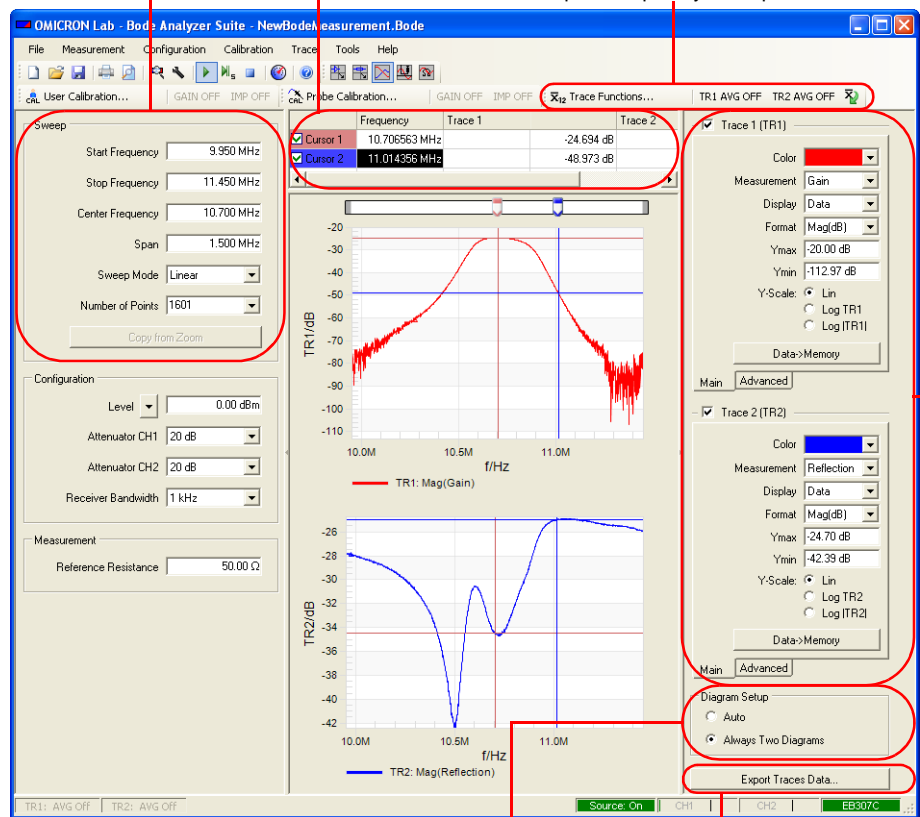 OMICRON Lab - Bode Analyzer Suite - NewBodeMeasurement.Bode
File Measurement Configuration Calibration Trace Tools Help
CAL User Calibration... GAIN OFF IMP OFF CAL Probe Calibration... GAIN OFF IMP OFF X12 Trace Functions... TR1 AVG OFF TR2 AVG OFF
Sweep
Start Frequency 9.950 MHz
Stop Frequency 11.450 MHz
Center Frequency 10.700 MHz
Span 1.500 MHz
Sweep Mode Linear
Number of Points 1601
Copy from Zoom
Configuration
Level 0.00 dBm
Attenuator CH1 20 dB
Attenuator CH2 20 dB
Receiver Bandwidth 1 kHz
Measurement
Reference Resistance 50.00 Ω
Frequency Trace 1 Trace 2
Cursor 1 10.706563 MHz -24.694 dB
Cursor 2 11.014356 MHz -48.973 dB
TR1/dB
-20
-30
-40
-50
-60
-70
-80
-90
-100
-110
10.0M 10.5M 11.0M
f/Hz
TR1: Mag(Gain)
TR2/dB
-26
-28
-30
-32
-34
-36
-38
-40
-42
10.0M 10.5M 11.0M
f/Hz
TR2: Mag(Reflection)
Trace 1 (TR1)
Color
Measurement Gain
Display Data
Format Mag(dB)
Ymax -20.00 dB
Ymin -112.97 dB
Y-Scale: Lin
Log TR1
Log |TR1|
Data->Memory
Main Advanced
Trace 2 (TR2)
Color
Measurement Reflection
Display Data
Format Mag(dB)
Ymax -24.70 dB
Ymin -42.39 dB
Y-Scale: Lin
Log TR2
Log |TR2|
Data->Memory
Main Advanced
Diagram Setup
Auto
Always Two Diagrams
Export Traces Data...
TR1: AVG Off TR2: AVG Off Source: On CH1 CH2 EB307C